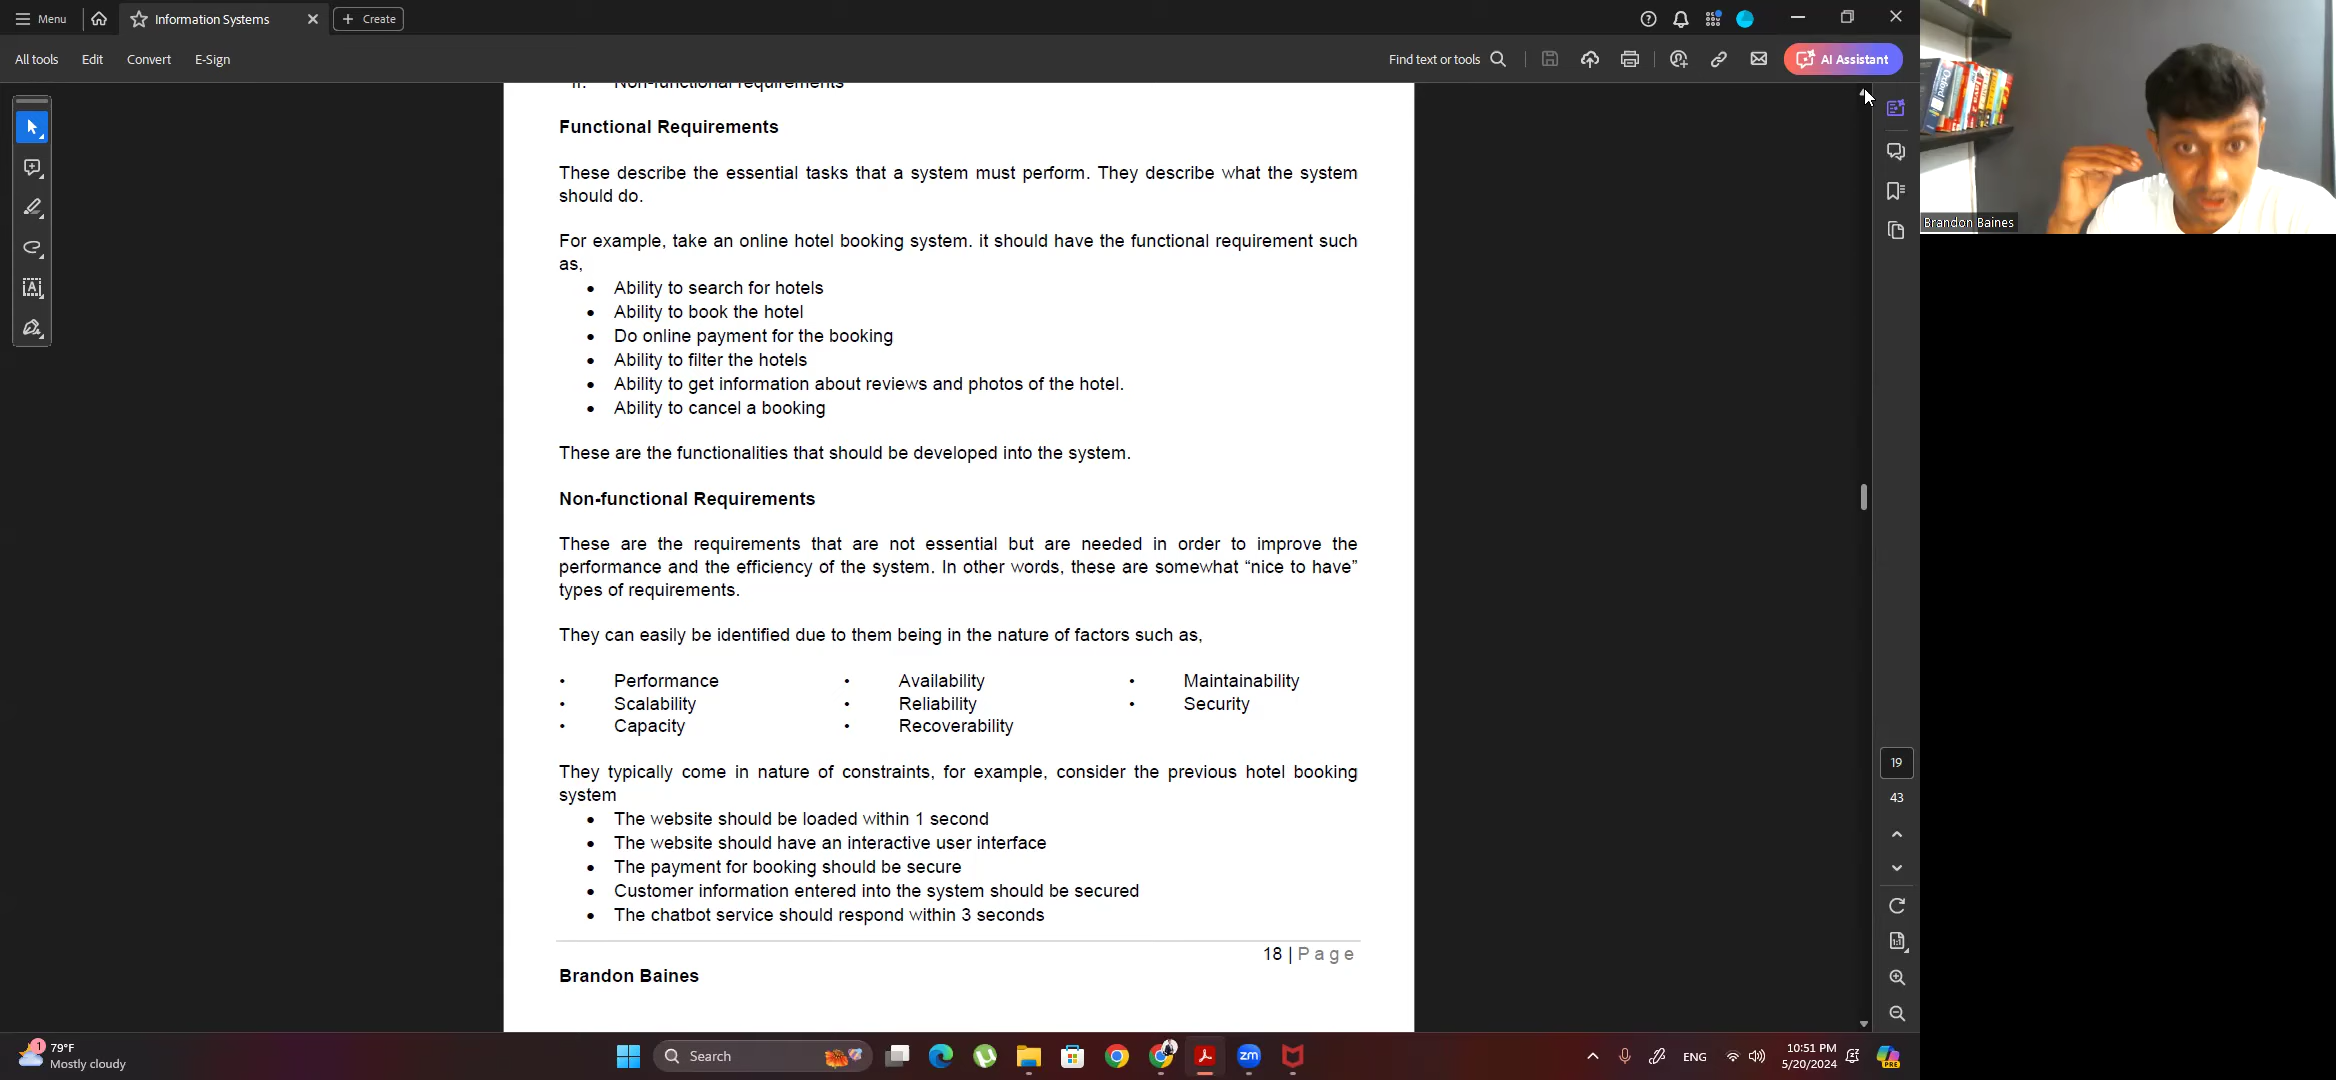 Menu
Information Systems
Create
All tools
Edit
Convert
E-Sign
Find text or tools
AI Assistant
II. Non-functional requirements
Functional Requirements
These describe the essential tasks that a system must perform. They describe what the system
should do.
For example, take an online hotel booking system. it should have the functional requirement such
as,
• Ability to search for hotels
• Ability to book the hotel
• Do online payment for the booking
• Ability to filter the hotels
• Ability to get information about reviews and photos of the hotel.
• Ability to cancel a booking
These are the functionalities that should be developed into the system.
Non-functional Requirements
These are the requirements that are not essential but are needed in order to improve the
performance and the efficiency of the system. In other words, these are somewhat “nice to have”
types of requirements.
They can easily be identified due to them being in the nature of factors such as,
• Performance • Availability • Maintainability
• Scalability • Reliability • Security
• Capacity • Recoverability
They typically come in nature of constraints, for example, consider the previous hotel booking
system
• The website should be loaded within 1 second
• The website should have an interactive user interface
• The payment for booking should be secure
• Customer information entered into the system should be secured
• The chatbot service should respond within 3 seconds
18 | Page
Brandon Baines
19
43
Oxford
Brandon Baines
1
79°F
Mostly cloudy
Search
zm
ENG
10:51 PM
5/20/2024
PRE